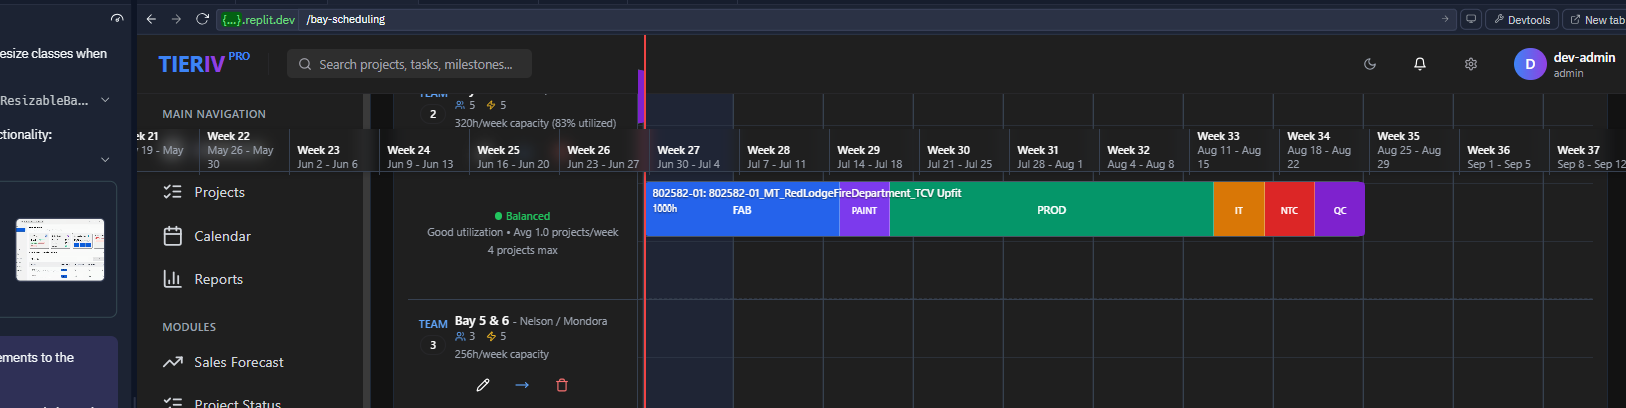 {...}.replit.dev /bay-scheduling
Devtools
New tab
esize classes when
ResizableBa...
ctionality:
ements to the
TIERIV PRO
Search projects, tasks, milestones...
D
dev-admin
admin
MAIN NAVIGATION
Projects
Calendar
Reports
MODULES
Sales Forecast
Project Status
TEAM
2
5 5
320h/week capacity (83% utilized)
ek 21
19 - May
Week 22
May 26 - May
30
Week 23
Jun 2 - Jun 6
Week 24
Jun 9 - Jun 13
Week 25
Jun 16 - Jun 20
Week 26
Jun 23 - Jun 27
Week 27
Jun 30 - Jul 4
Week 28
Jul 7 - Jul 11
Week 29
Jul 14 - Jul 18
Week 30
Jul 21 - Jul 25
Week 31
Jul 28 - Aug 1
Week 32
Aug 4 - Aug 8
Week 33
Aug 11 - Aug
15
Week 34
Aug 18 - Aug
22
Week 35
Aug 25 - Aug
29
Week 36
Sep 1 - Sep 5
Week 37
Sep 8 - Sep 12
802582-01: 802582-01_MT_RedLodgeFireDepartment_TCV Upfit
1000h
FAB
PAINT
PROD
IT
NTC
QC
Balanced
Good utilization • Avg 1.0 projects/week
4 projects max
TEAM
3
Bay 5 & 6 - Nelson / Mondora
3 5
256h/week capacity